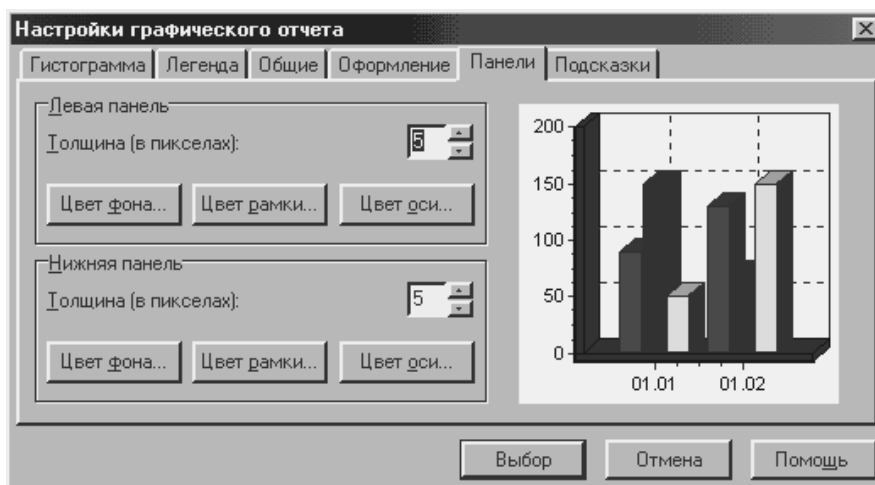 Настройки графического отчета
Гистограмма Легенда Общие Оформление Панели Подсказки
Левая панель
Толщина (в пикселах): 5
Цвет фона... Цвет рамки... Цвет оси...
Нижняя панель
Толщина (в пикселах): 5
Цвет фона... Цвет рамки... Цвет оси...
200
150
100
50
0
01.01 01.02
Выбор Отмена Помощь